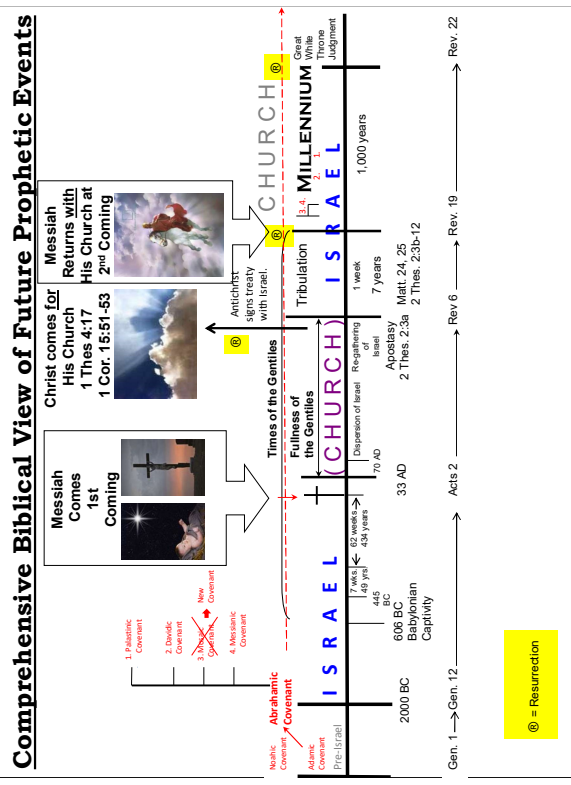 Comprehensive Biblical View of Future Prophetic Events
Messiah
Comes
1st
Coming
Christ comes for
His Church
1 Thes 4:17
1 Cor. 15:51-53
Messiah
Returns with
His Church at
2nd Coming
1. Palastinic
Covenant
2. Davidic
Covenant
3. Mosaic
Covenant
New
Covenant
4. Messianic
Covenant
Abrahamic
Covenant
Noahic
Covenant
Adamic
Covenant
Times of the Gentiles
Fullness of
the Gentiles
®
Antichrist
signs treaty
with Israel.
®
CHURCH
®
Tribulation
3. 4.
MILLENNIUM
2. 1.
Great
White
Throne
Judgment
Pre-Israel
ISRAEL
(CHURCH)
ISRAEL
7 wks.
49 yrs
62 weeks
434 years
70 AD
Dispersion of Israel
Re-gathering
of
Israel
1 week
7 years
1,000 years
2000 BC
606 BC
Babylonian
Captivity
445
BC
33 AD
Apostasy
2 Thes. 2:3a
Matt. 24, 25
2 Thes. 2:3b-12
Gen. 1
Gen. 12
Acts 2
Rev 6
Rev. 19
Rev. 22
® = Resurrection